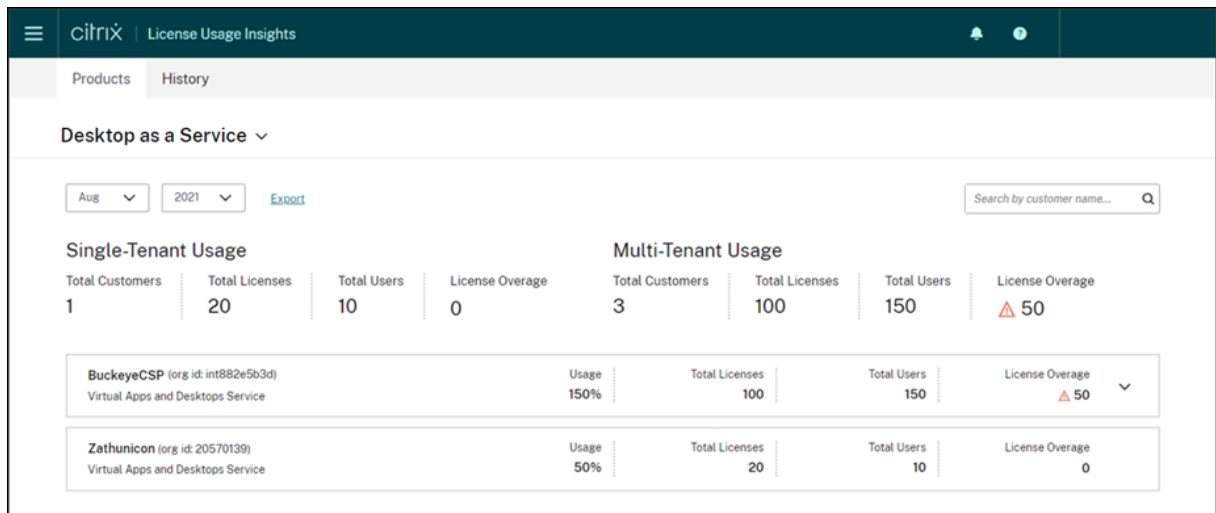 citrix | License Usage Insights
Products History
Desktop as a Service
Aug 2021 Export Search by customer name...
Single-Tenant Usage Multi-Tenant Usage
Total Customers Total Licenses Total Users License Overage Total Customers Total Licenses Total Users License Overage
1 20 10 0 3 100 150 50
BuckeyeCSP (org id: int882e5b3d) Usage Total Licenses Total Users License Overage
Virtual Apps and Desktops Service 150% 100 150 50
Zathunicon (org id: 20570139) Usage Total Licenses Total Users License Overage
Virtual Apps and Desktops Service 50% 20 10 0